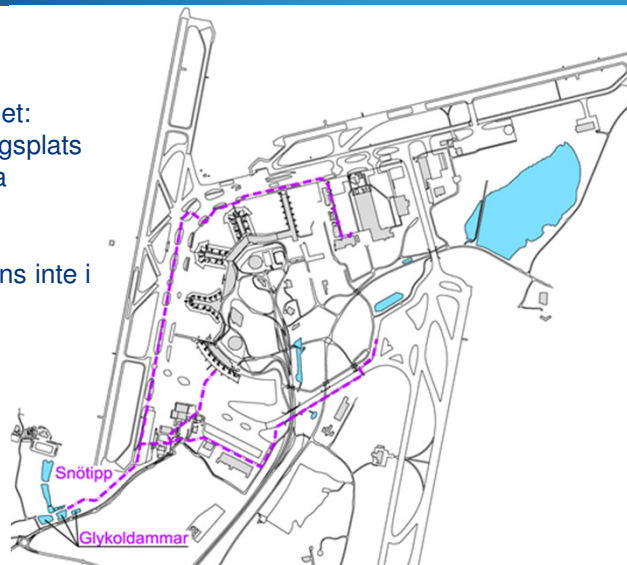 et:
gsplats
a
ns inte i
Snötipp
Glykoldammar